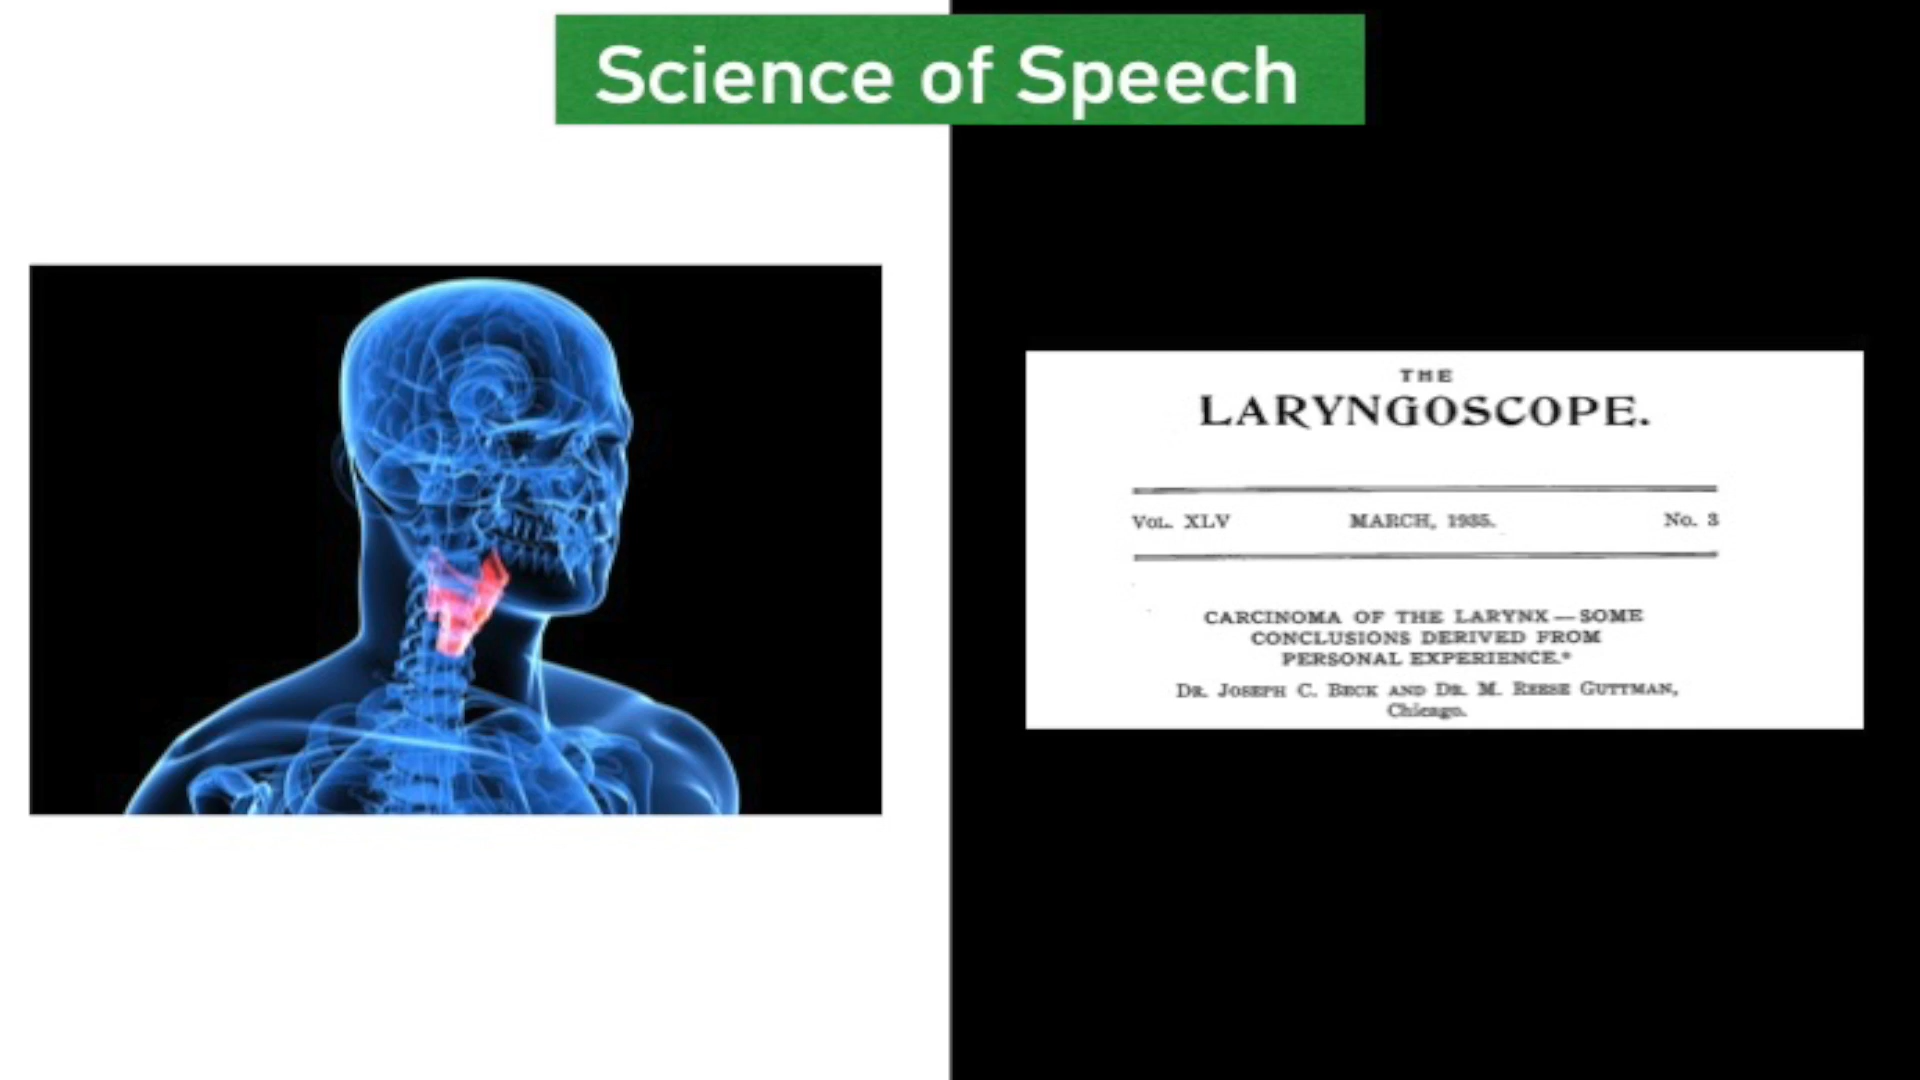 Science of Speech
THE
LARYNGOSCOPE.
VOL. XLV MARCH, 1935. No. 3
CARCINOMA OF THE LARYNX — SOME
CONCLUSIONS DERIVED FROM
PERSONAL EXPERIENCE.*
DR. JOSEPH C. BECK AND DR. M. REESE GUTTMAN,
Chicago.